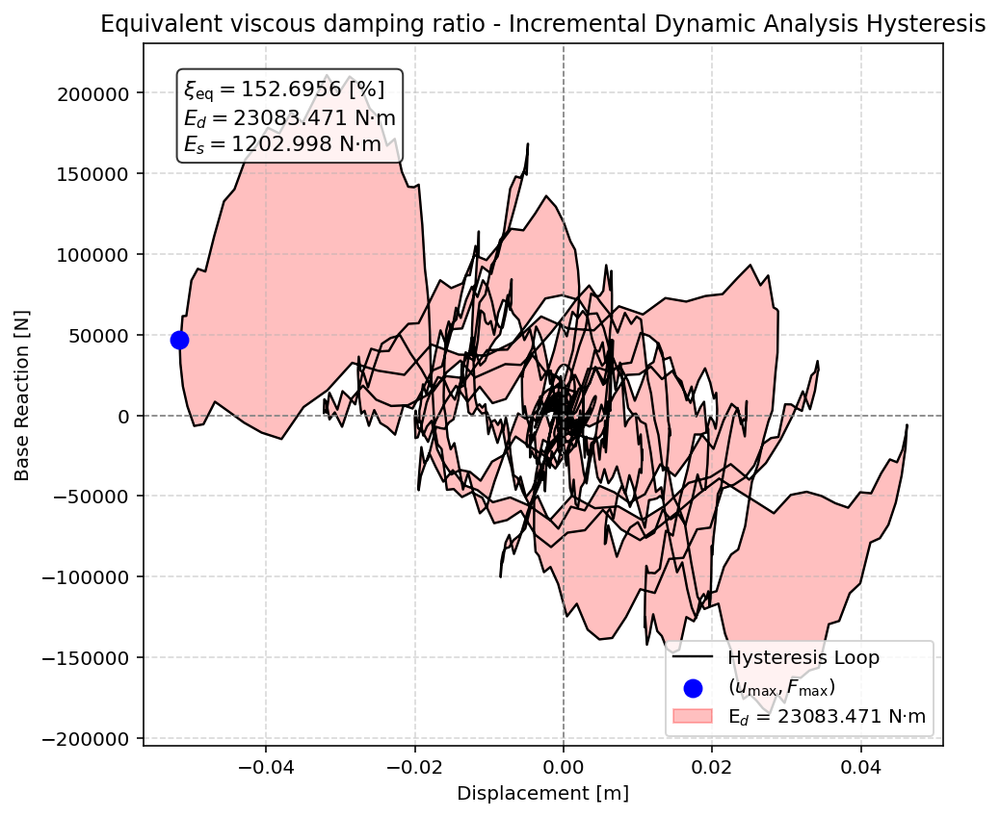 Equivalent viscous damping ratio - Incremental Dynamic Analysis Hysteresis
ξeq = 152.6956 [%]
Ed = 23083.471 N·m
Es = 1202.998 N·m
200000
150000
100000
50000
0
−50000
−100000
−150000
−200000
Base Reaction [N]
Hysteresis Loop
(umax, Fmax)
Ed = 23083.471 N·m
−0.04
−0.02
0.00
0.02
0.04
Displacement [m]